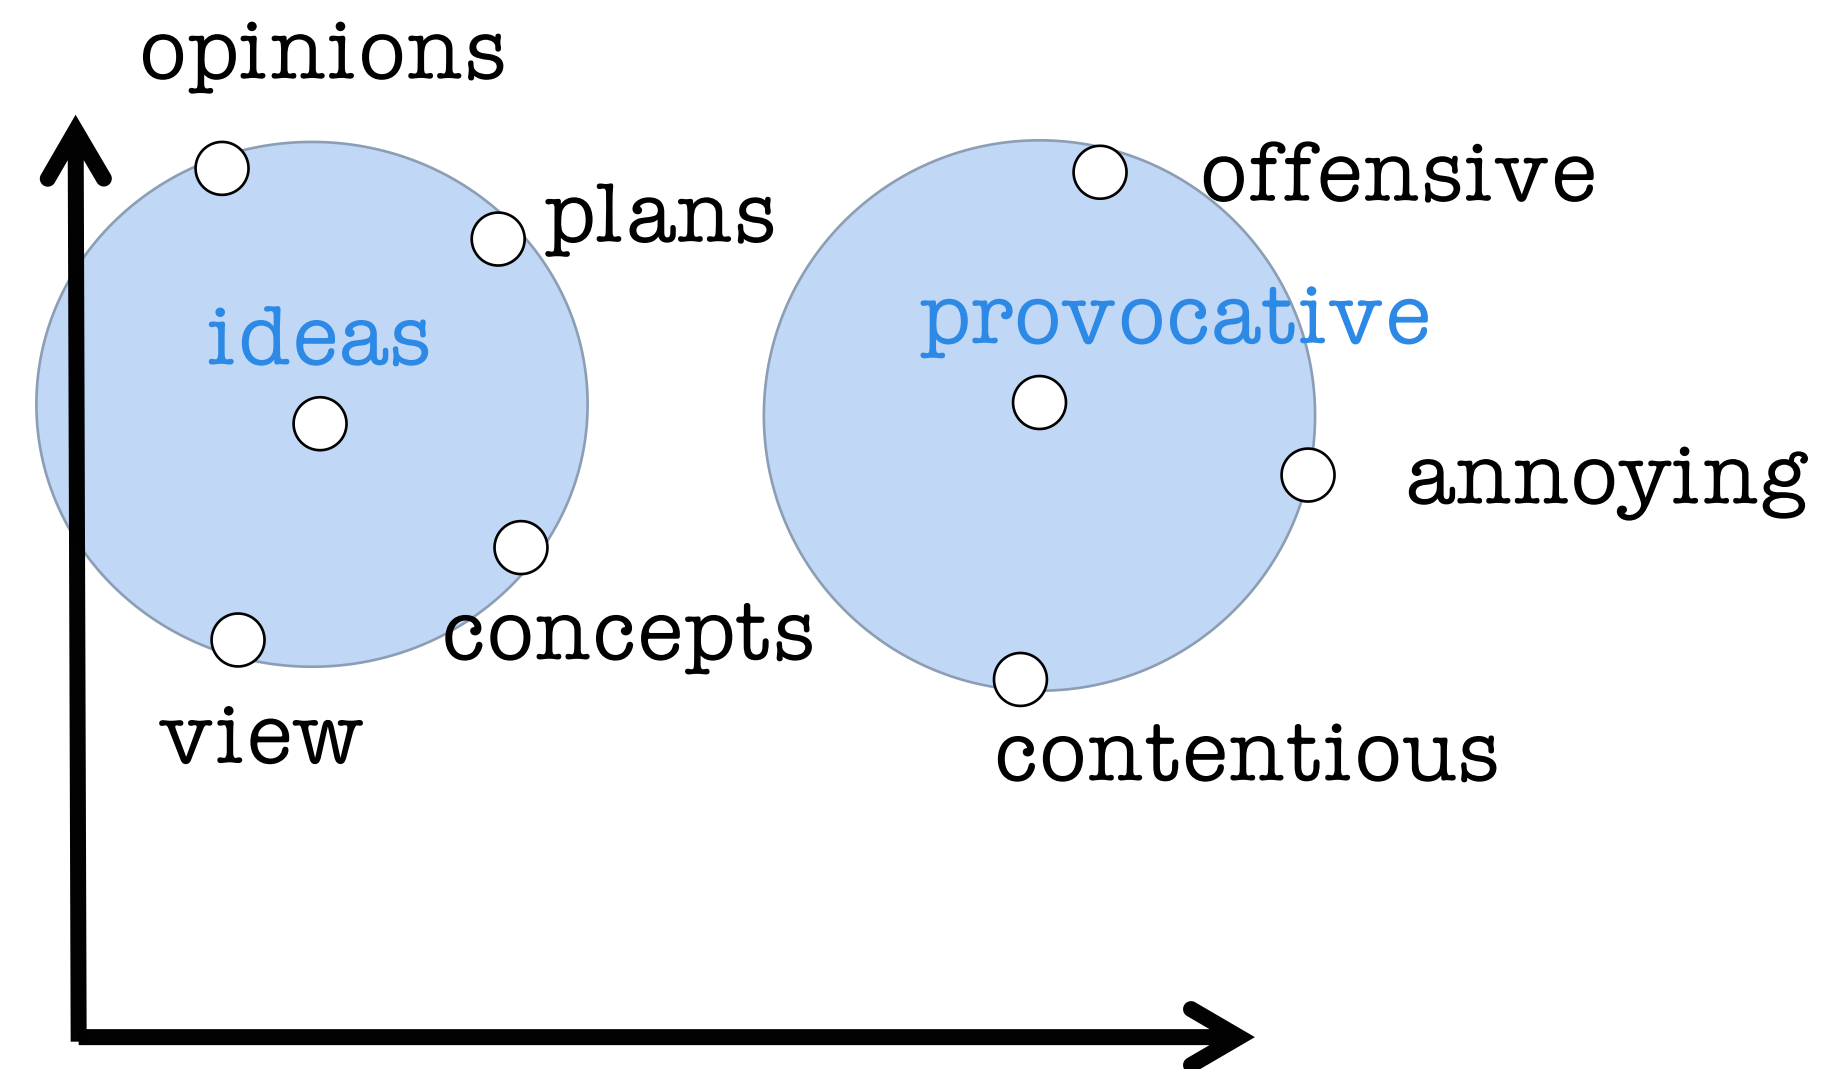 opinions
plans
ideas
concepts
view
offensive
provocative
annoying
contentious